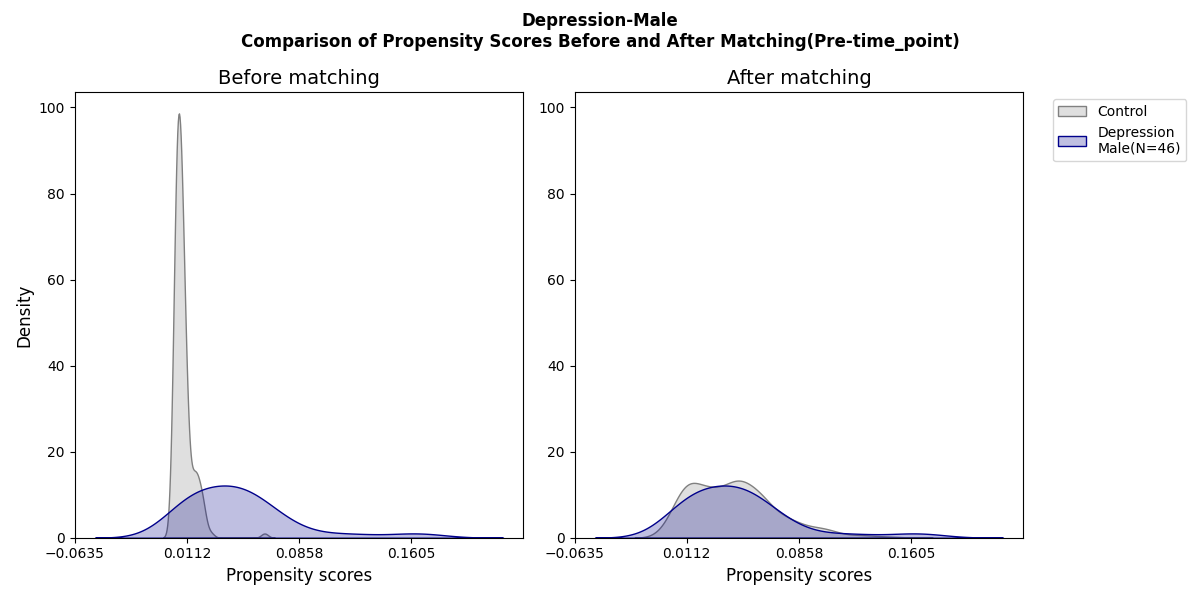 Depression-Male
Comparison of Propensity Scores Before and After Matching(Pre-time_point)
Before matching
Density
100
80
60
40
20
0
−0.0635
0.0112
0.0858
0.1605
Propensity scores
After matching
100
80
60
40
20
0
−0.0635
0.0112
0.0858
0.1605
Propensity scores
Control
Depression
Male(N=46)